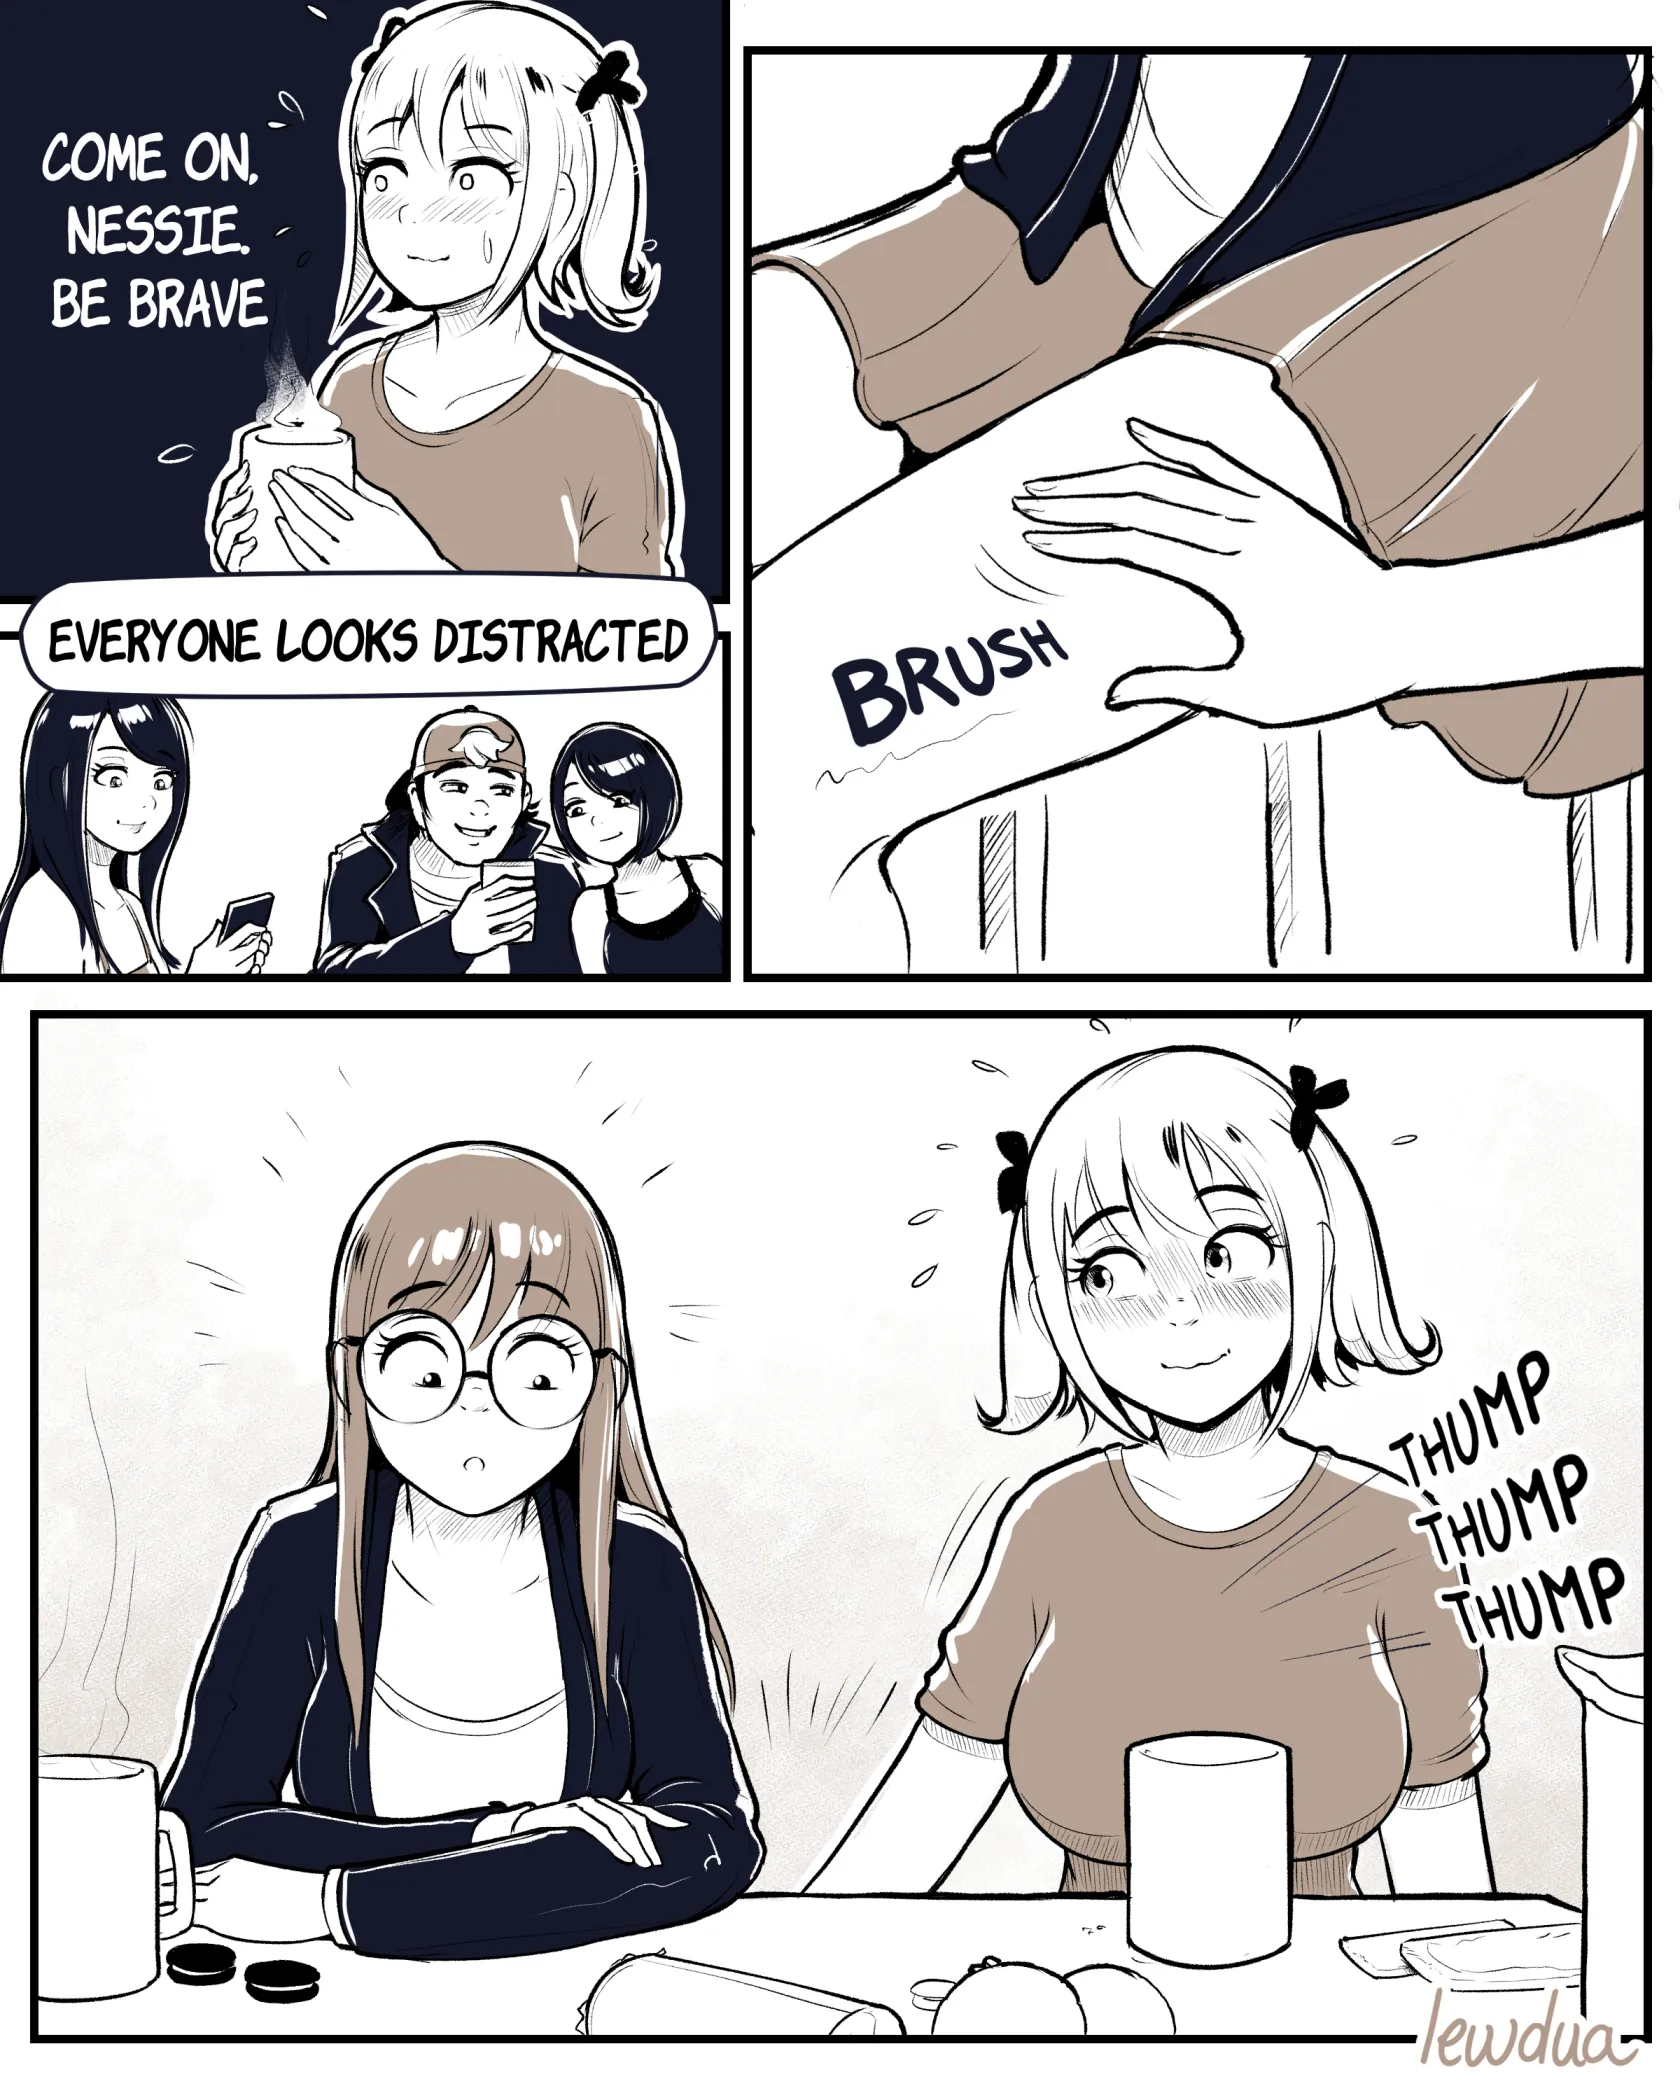 COME ON,
NESSIE.
BE BRAVE
EVERYONE LOOKS DISTRACTED
BRUSH
THUMP
THUMP
THUMP
lewdua